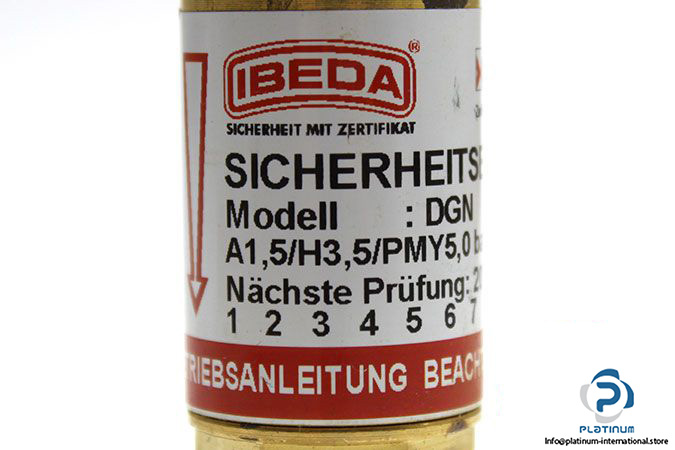 IBEDA ®
SICHERHEIT MIT ZERTIFIKAT
SICHERHEITS
Modell : DGN
A1,5/H3,5/PMY5,0 b
Nächste Prüfung: 2
1 2 3 4 5 6 7
TRIEBSANLEITUNG BEACH
PLATINUM
Info@platinum-international.store